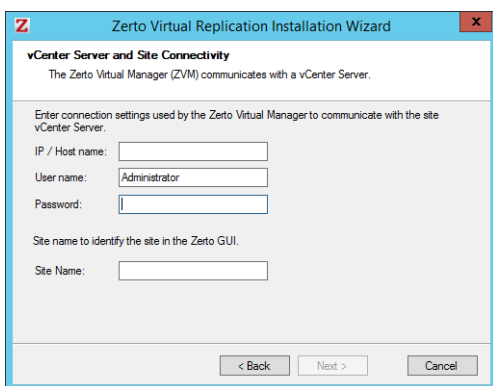 Z Zerto Virtual Replication Installation Wizard x
vCenter Server and Site Connectivity
The Zerto Virtual Manager (ZVM) communicates with a vCenter Server.
Enter connection settings used by the Zerto Virtual Manager to communicate with the site
vCenter Server.
IP / Host name:
User name: Administrator
Password:
Site name to identify the site in the Zerto GUI.
Site Name:
< Back Next > Cancel